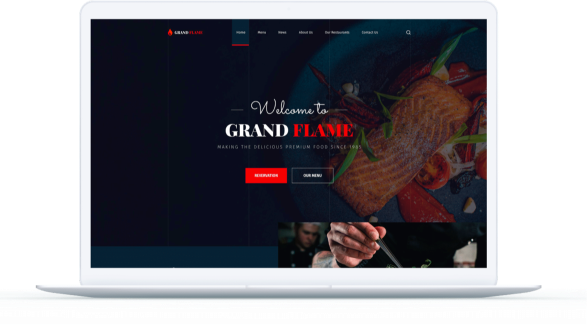 GRAND FLAME
Home Menu News About Us Our Restaurants Contact Us
Welcome to
GRAND FLAME
MAKING THE DELICIOUS PREMIUM FOOD SINCE 1985
RESERVATION OUR MENU